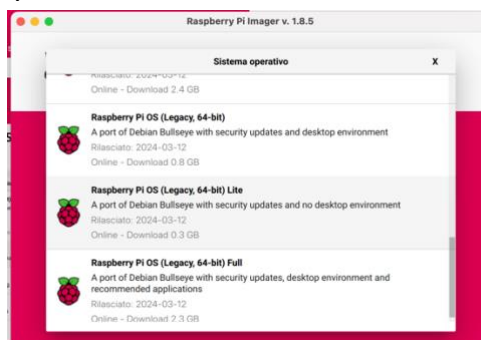 Raspberry Pi Imager v. 1.8.5
Sistema operativo
X
Rilasciato: 2024-03-12
Online - Download 2.4 GB
Raspberry Pi OS (Legacy, 64-bit)
A port of Debian Bullseye with security updates and desktop environment
Rilasciato: 2024-03-12
Online - Download 0.8 GB
Raspberry Pi OS (Legacy, 64-bit) Lite
A port of Debian Bullseye with security updates and no desktop environment
Rilasciato: 2024-03-12
Online - Download 0.3 GB
Raspberry Pi OS (Legacy, 64-bit) Full
A port of Debian Bullseye with security updates, desktop environment and
recommended applications
Rilasciato: 2024-03-12
Online - Download 2.3 GB